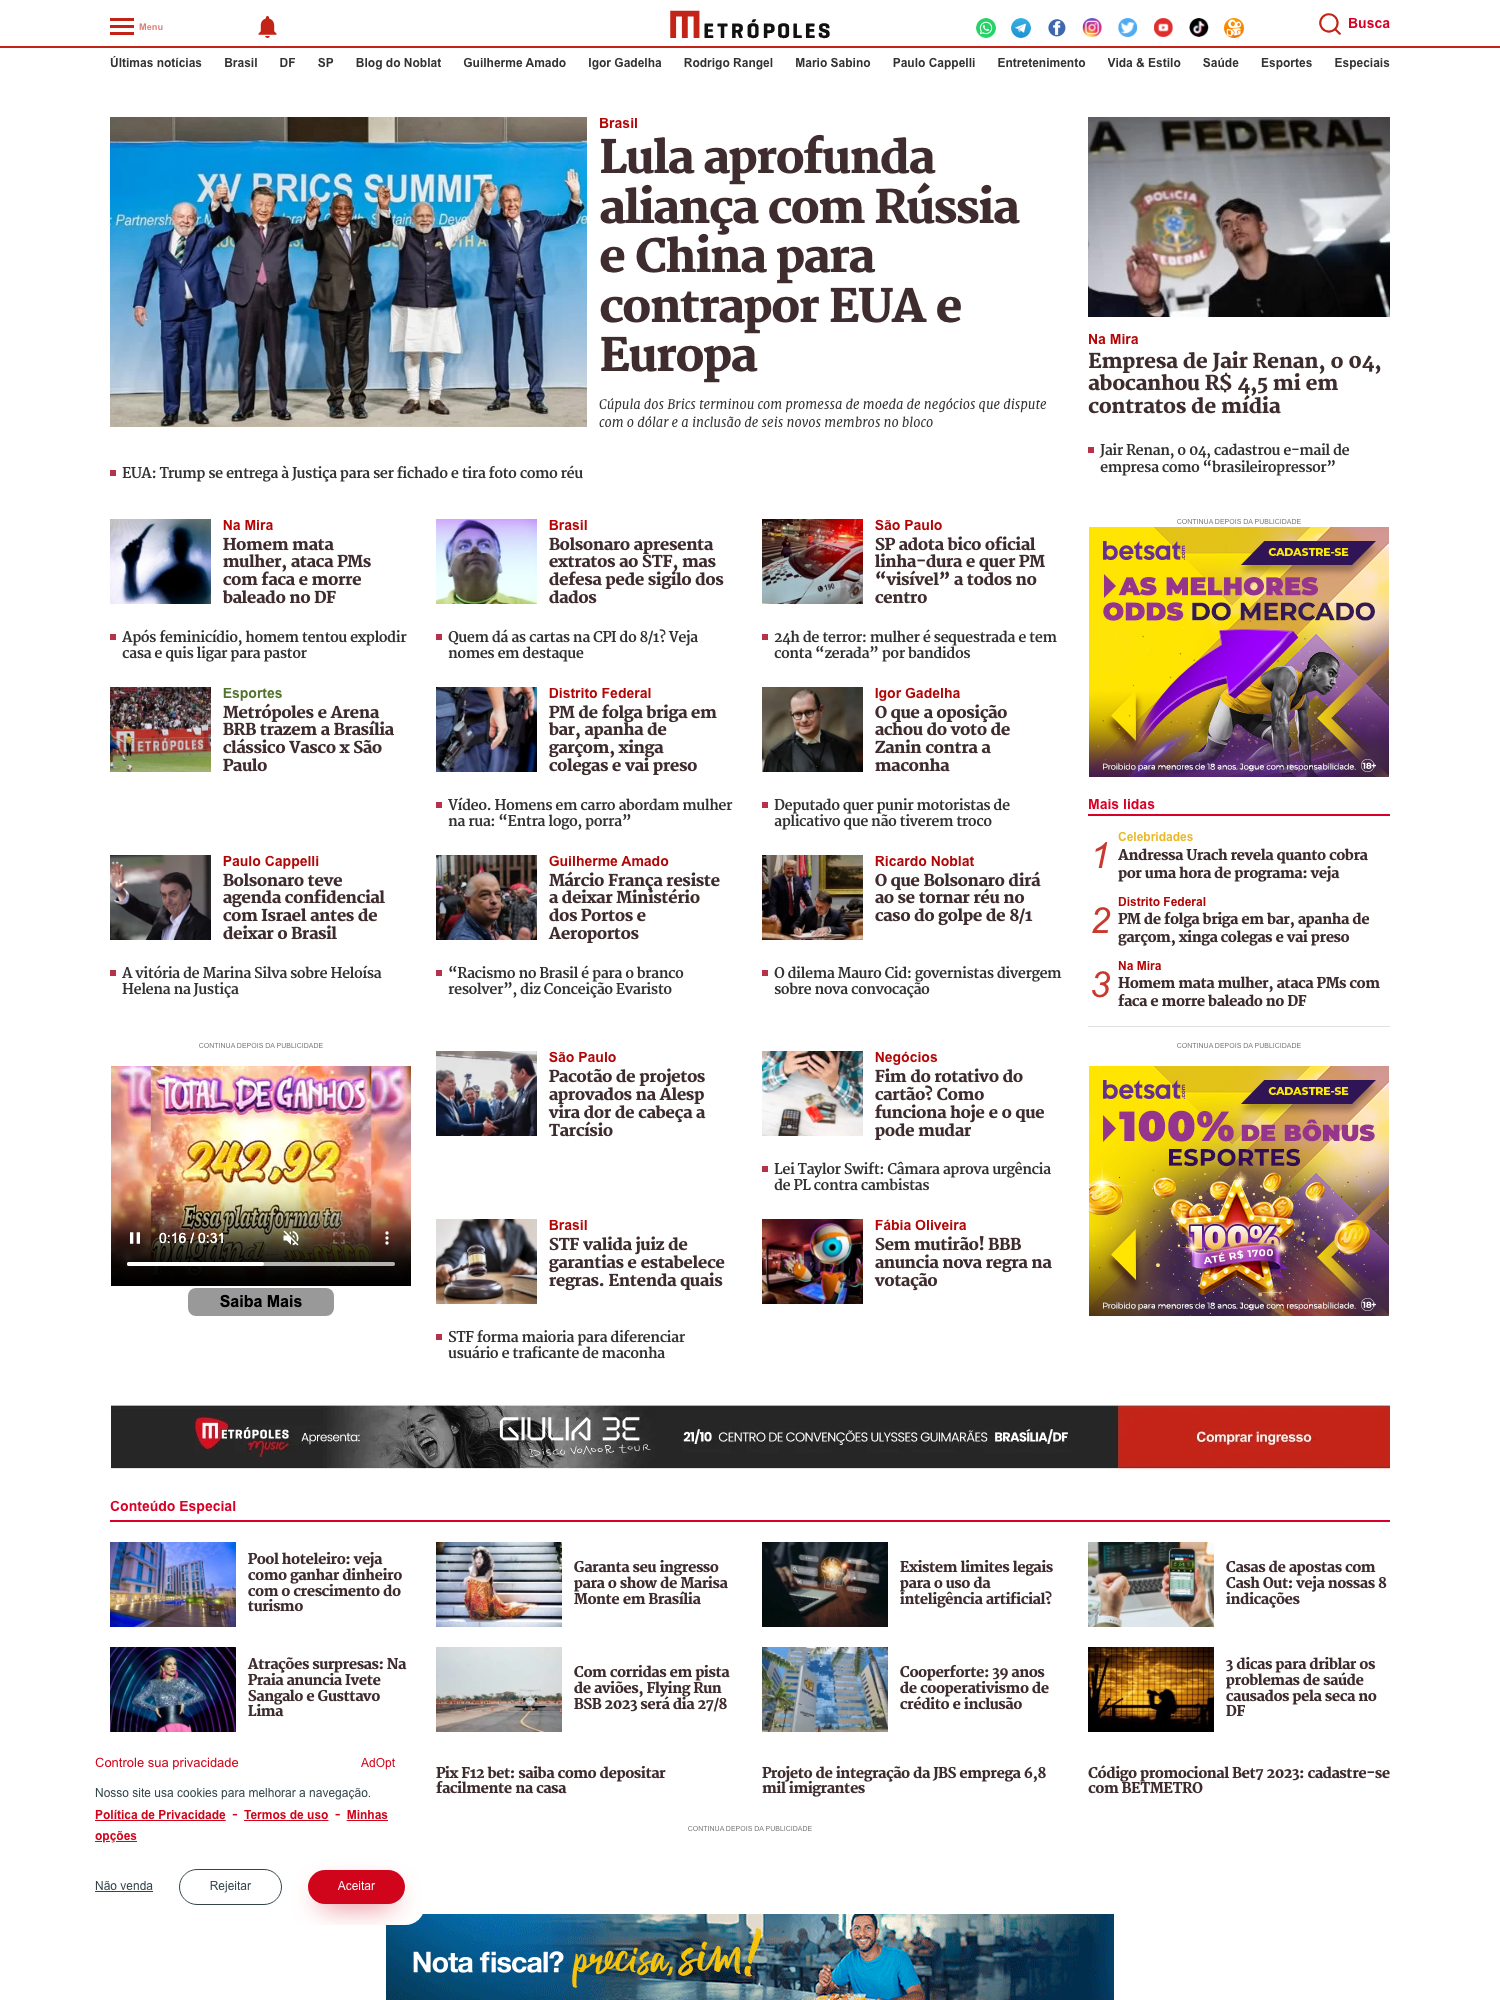 Menu
METRÓPOLES
Busca
Últimas notícias Brasil DF SP Blog do Noblat Guilherme Amado Igor Gadelha Rodrigo Rangel Mario Sabino Paulo Cappelli Entretenimento Vida & Estilo Saúde Esportes Especiais
XV BRICS SUMMIT
Brasil
Lula aprofunda
aliança com Rússia
e China para
contrapor EUA e
Europa
Cúpula dos Brics terminou com promessa de moeda de negócios que dispute
com o dólar e a inclusão de seis novos membros no bloco
EUA: Trump se entrega à Justiça para ser fichado e tira foto como réu
A FEDERAL
POLÍCIA
FEDERAL
Na Mira
Empresa de Jair Renan, o 04,
abocanhou R$ 4,5 mi em
contratos de mídia
Jair Renan, o 04, cadastrou e-mail de
empresa como “brasileiropressor”
Na Mira
Homem mata
mulher, ataca PMs
com faca e morre
baleado no DF
Após feminicídio, homem tentou explodir
casa e quis ligar para pastor
Brasil
Bolsonaro apresenta
extratos ao STF, mas
defesa pede sigilo dos
dados
Quem dá as cartas na CPI do 8/1? Veja
nomes em destaque
190
São Paulo
SP adota bico oficial
linha-dura e quer PM
“visível” a todos no
centro
24h de terror: mulher é sequestrada e tem
conta “zerada” por bandidos
CONTINUA DEPOIS DA PUBLICIDADE
betsat.com
CADASTRE-SE
AS MELHORES
ODDS DO MERCADO
Proibido para menores de 18 anos. Jogue com responsabilidade. 18+
ETRÓPOLES
Esportes
Metrópoles e Arena
BRB trazem a Brasília
clássico Vasco x São
Paulo
Distrito Federal
PM de folga briga em
bar, apanha de
garçom, xinga
colegas e vai preso
Vídeo. Homens em carro abordam mulher
na rua: “Entra logo, porra”
Igor Gadelha
O que a oposição
achou do voto de
Zanin contra a
maconha
Deputado quer punir motoristas de
aplicativo que não tiverem troco
Mais lidas
1
Celebridades
Andressa Urach revela quanto cobra
por uma hora de programa: veja
2
Distrito Federal
PM de folga briga em bar, apanha de
garçom, xinga colegas e vai preso
3
Na Mira
Homem mata mulher, ataca PMs com
faca e morre baleado no DF
Paulo Cappelli
Bolsonaro teve
agenda confidencial
com Israel antes de
deixar o Brasil
A vitória de Marina Silva sobre Heloísa
Helena na Justiça
Guilherme Amado
Márcio França resiste
a deixar Ministério
dos Portos e
Aeroportos
“Racismo no Brasil é para o branco
resolver”, diz Conceição Evaristo
Ricardo Noblat
O que Bolsonaro dirá
ao se tornar réu no
caso do golpe de 8/1
O dilema Mauro Cid: governistas divergem
sobre nova convocação
CONTINUA DEPOIS DA PUBLICIDADE
TOTAL DE GANHOS
242,92
Essa plataforma ta
0:16 / 0:31
Saiba Mais
São Paulo
Pacotão de projetos
aprovados na Alesp
vira dor de cabeça a
Tarcísio
Negócios
Fim do rotativo do
cartão? Como
funciona hoje e o que
pode mudar
Lei Taylor Swift: Câmara aprova urgência
de PL contra cambistas
CONTINUA DEPOIS DA PUBLICIDADE
betsat.com
CADASTRE-SE
100% DE BÔNUS
ESPORTES
100%
ATÉ R$ 1700
Proibido para menores de 18 anos. Jogue com responsabilidade. 18+
Brasil
STF valida juiz de
garantias e estabelece
regras. Entenda quais
STF forma maioria para diferenciar
usuário e traficante de maconha
Fábia Oliveira
Sem mutirão! BBB
anuncia nova regra na
votação
METRÓPOLES
music
Apresenta:
GIULIA BE
DISCO VOADOR TOUR
21/10 CENTRO DE CONVENÇÕES ULYSSES GUIMARÃES BRASÍLIA/DF
Comprar ingresso
Conteúdo Especial
Pool hoteleiro: veja
como ganhar dinheiro
com o crescimento do
turismo
Garanta seu ingresso
para o show de Marisa
Monte em Brasília
Existem limites legais
para o uso da
inteligência artificial?
Casas de apostas com
Cash Out: veja nossas 8
indicações
Atrações surpresas: Na
Praia anuncia Ivete
Sangalo e Gusttavo
Lima
Com corridas em pista
de aviões, Flying Run
BSB 2023 será dia 27/8
Cooperforte: 39 anos
de cooperativismo de
crédito e inclusão
3 dicas para driblar os
problemas de saúde
causados pela seca no
DF
Pix F12 bet: saiba como depositar
facilmente na casa
Projeto de integração da JBS emprega 6,8
mil imigrantes
Código promocional Bet7 2023: cadastre-se
com BETMETRO
Controle sua privacidade
AdOpt
Nosso site usa cookies para melhorar a navegação.
Política de Privacidade - Termos de uso - Minhas
opções
Não venda
Rejeitar
Aceitar
CONTINUA DEPOIS DA PUBLICIDADE
Nota fiscal? precisa, sim!